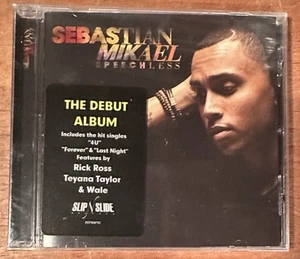 SEBASTIAN
MIKAEL
SPEECHLESS
THE DEBUT
ALBUM
Includes the hit singles
"4U"
"Forever" & "Last Night"
Features by
Rick Ross
Teyana Taylor
& Wale
SLIP N SLIDE